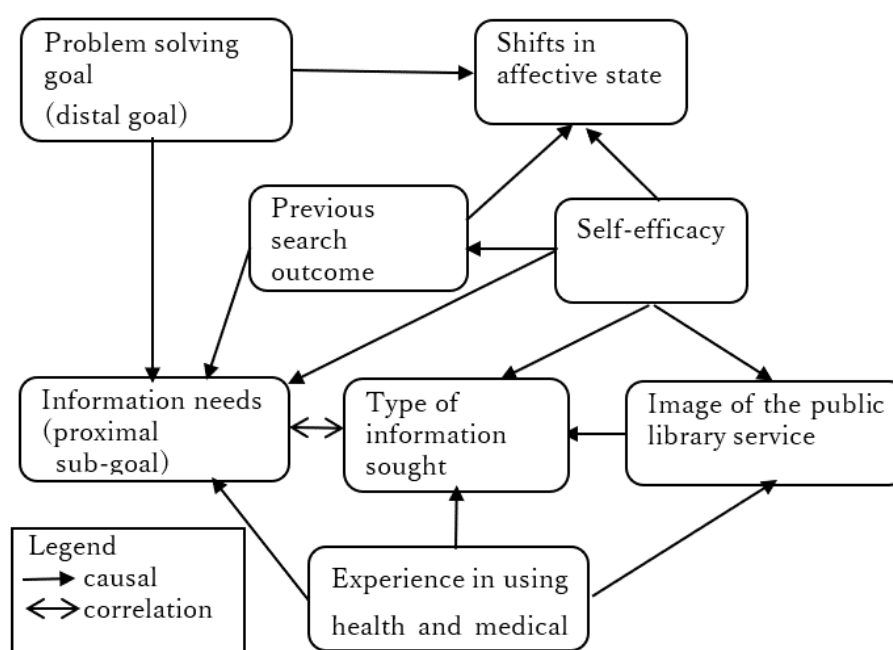 Problem solving
goal
(distal goal)
Shifts in
affective state
Previous
search
outcome
Self-efficacy
Information needs
(proximal
sub-goal)
Type of
information
sought
Image of the public
library service
Legend
causal
correlation
Experience in using
health and medical